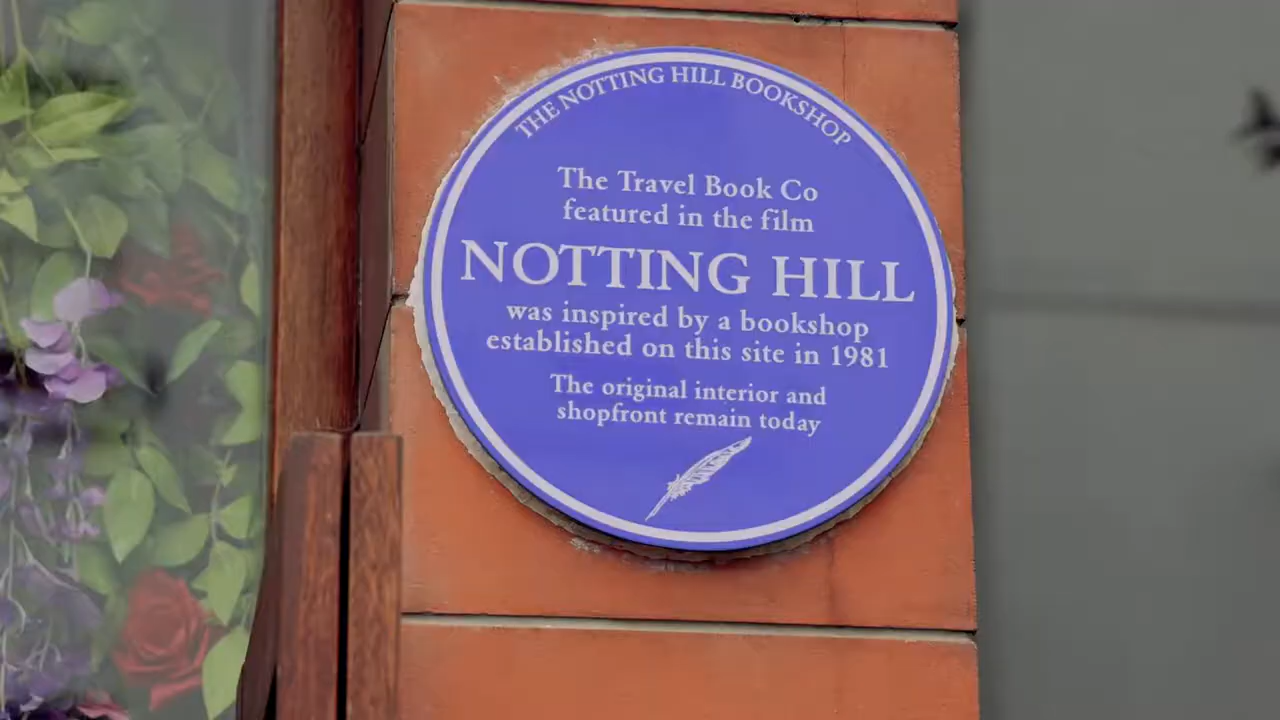 THE NOTTING HILL BOOKSHOP
The Travel Book Co
featured in the film
NOTTING HILL
was inspired by a bookshop
established on this site in 1981
The original interior and
shopfront remain today